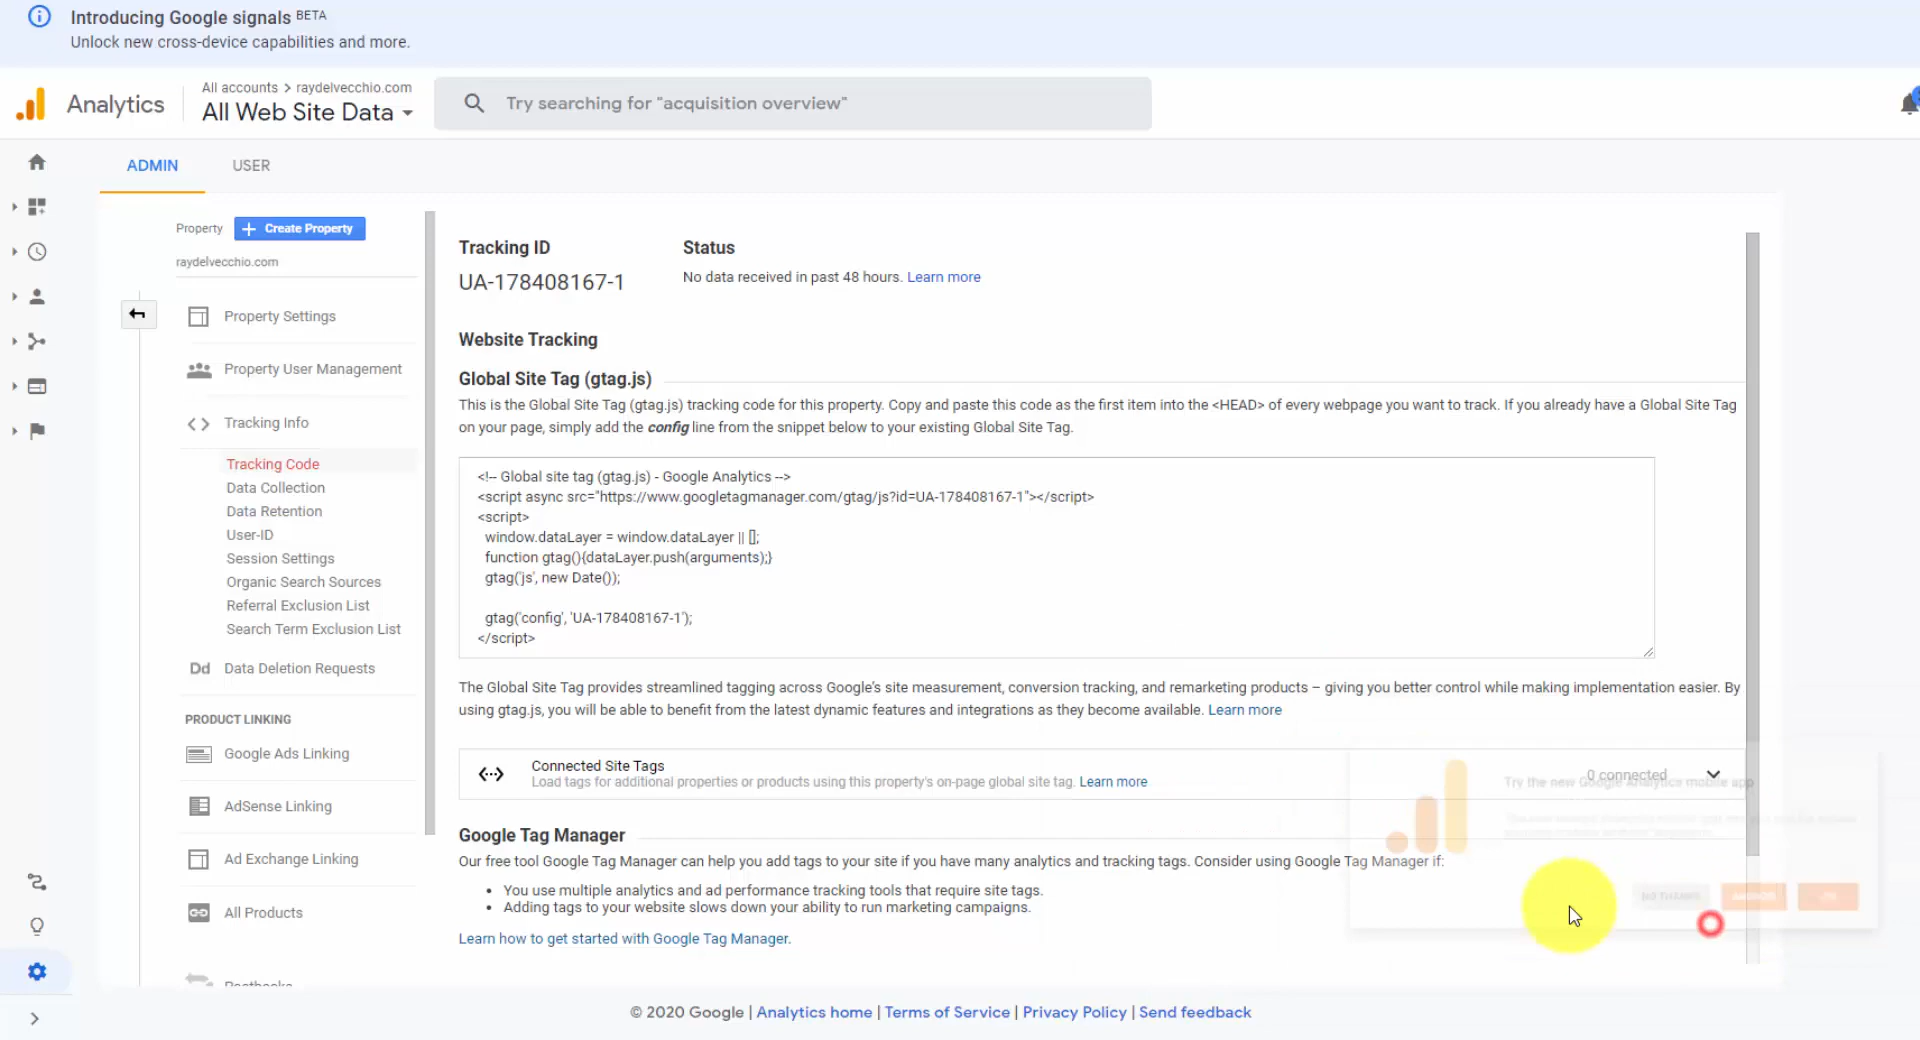 Introducing Google signals BETA
Unlock new cross-device capabilities and more.
Analytics
All accounts > raydelvecchio.com
All Web Site Data
Try searching for "acquisition overview"
ADMIN
USER
Property
Create Property
raydelvecchio.com
Property Settings
Property User Management
Tracking Info
Tracking Code
Data Collection
Data Retention
User-ID
Session Settings
Organic Search Sources
Referral Exclusion List
Search Term Exclusion List
Dd Data Deletion Requests
PRODUCT LINKING
Google Ads Linking
AdSense Linking
Ad Exchange Linking
All Products
Tracking ID
UA-178408167-1
Status
No data received in past 48 hours. Learn more
Website Tracking
Global Site Tag (gtag.js)
This is the Global Site Tag (gtag.js) tracking code for this property. Copy and paste this code as the first item into the <HEAD> of every webpage you want to track. If you already have a Global Site Tag
on your page, simply add the config line from the snippet below to your existing Global Site Tag.
<!-- Global site tag (gtag.js) - Google Analytics -->
<script async src="https://www.googletagmanager.com/gtag/js?id=UA-178408167-1"></script>
<script>
window.dataLayer = window.dataLayer || [];
function gtag(){dataLayer.push(arguments);}
gtag('js', new Date());
gtag('config', 'UA-178408167-1');
</script>
The Global Site Tag provides streamlined tagging across Google's site measurement, conversion tracking, and remarketing products – giving you better control while making implementation easier. By
using gtag.js, you will be able to benefit from the latest dynamic features and integrations as they become available. Learn more
Connected Site Tags
Load tags for additional properties or products using this property's on-page global site tag. Learn more
0 connected
Try the new Google Analytics mobile app
NO THANKS
Google Tag Manager
Our free tool Google Tag Manager can help you add tags to your site if you have many analytics and tracking tags. Consider using Google Tag Manager if:
• You use multiple analytics and ad performance tracking tools that require site tags.
• Adding tags to your website slows down your ability to run marketing campaigns.
Learn how to get started with Google Tag Manager.
© 2020 Google | Analytics home | Terms of Service | Privacy Policy | Send feedback